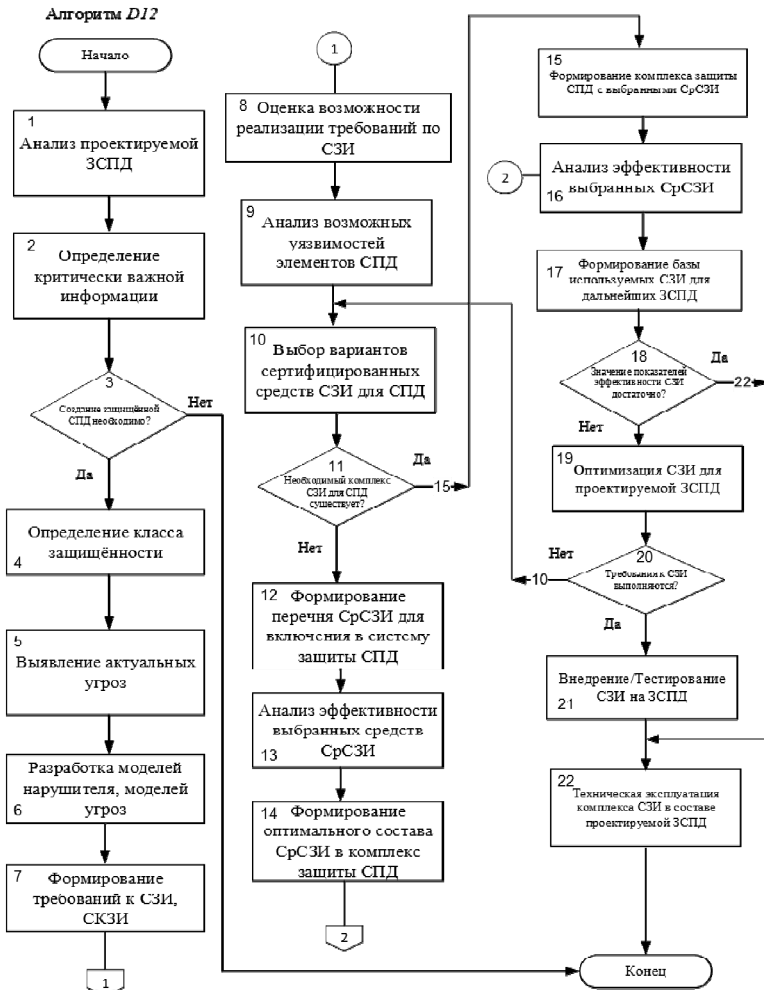 Алгоритм D12
Начало
1
Анализ проектируемой
ЗСПД
2
Определение
критически важной
информации
3
Создание защищённой
СПД необходимо?
Нет
Да
Определение класса
защищённости
4
5
Выявление актуальных
угроз
Разработка моделей
нарушителя, моделей
угроз
6
7
Формирование
требований к СЗИ,
СКЗИ
1
1
8
Оценка возможности
реализации требований по
СЗИ
9
Анализ возможных
уязвимостей
элементов СПД
10
Выбор вариантов
сертифицированных
средств СЗИ для СПД
11
Необходимый комплекс
СЗИ для СПД
существует?
Да
15
Нет
12
Формирование
перечня СрСЗИ для
включения в систему
защиты СПД
Анализ эффективности
выбранных средств
СрСЗИ
13
14
Формирование
оптимального состава
СрСЗИ в комплекс
защиты СПД
2
15
Формирование комплекса защиты
СПД с выбранными СрСЗИ
2
Анализ эффективности
выбранных СрСЗИ
16
17
Формирование базы
используемых СЗИ для
дальнейших ЗСПД
18
Значение показателей
эффективности СЗИ
достаточно?
Да
22
Нет
19
Оптимизация СЗИ для
проектируемой ЗСПД
20
Требования к СЗИ
выполняются?
Нет
10
Да
Внедрение/Тестирование
СЗИ на ЗСПД
21
22
Техническая эксплуатация
комплекса СЗИ в составе
проектируемой ЗСПД
Конец